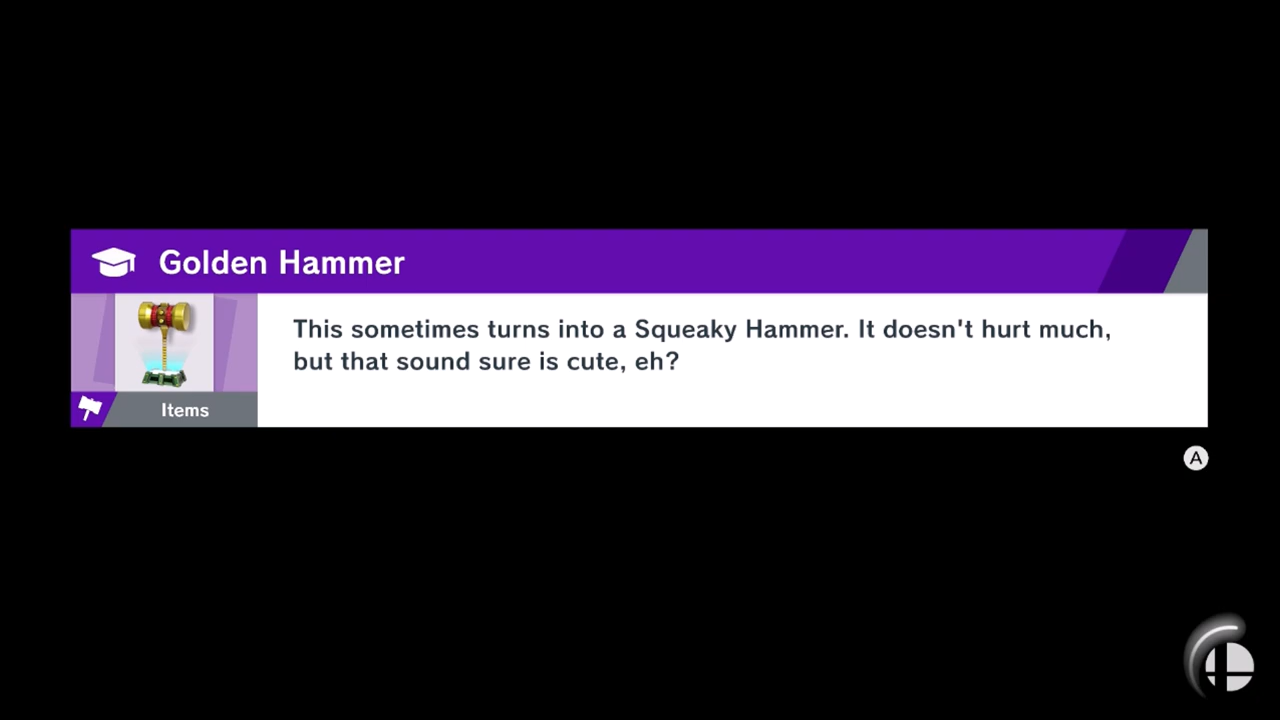 Golden Hammer
This sometimes turns into a Squeaky Hammer. It doesn't hurt much,
but that sound sure is cute, eh?
Items
A